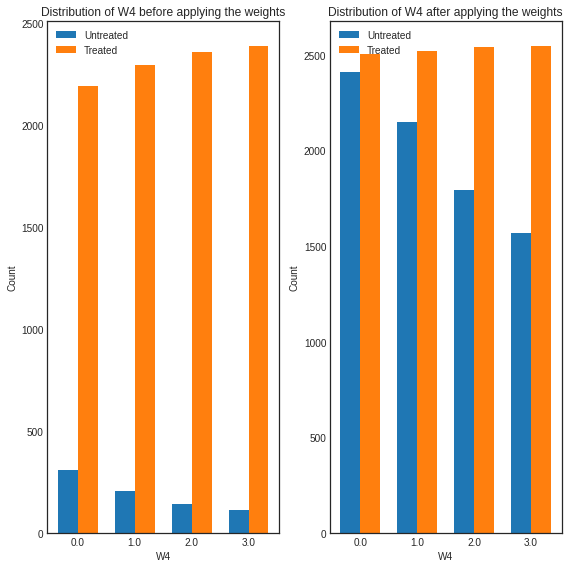 Distribution of W4 before applying the weights
Untreated
Treated
2500
2000
1500
1000
500
0
Count
0.0 1.0 2.0 3.0
W4
Distribution of W4 after applying the weights
Untreated
Treated
2500
2000
1500
1000
500
0
Count
0.0 1.0 2.0 3.0
W4